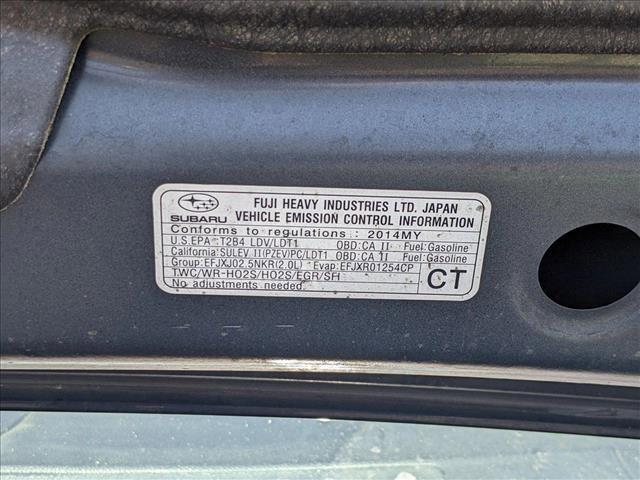 SUBARU
FUJI HEAVY INDUSTRIES LTD. JAPAN
VEHICLE EMISSION CONTROL INFORMATION
Conforms to regulations : 2014MY
U.S.EPA :T2B4 LDV/LDT1 OBD:CA II Fuel:Gasoline
California:SULEV II(PZEV/PC/LDT1 OBD:CA II Fuel:Gasoline
Group:EFJXJ02.5NKR(2.0L) Evap:EFJXR01254CP
TWC/WR-HO2S/HO2S/EGR/SFI
No adjustments needed.
CT